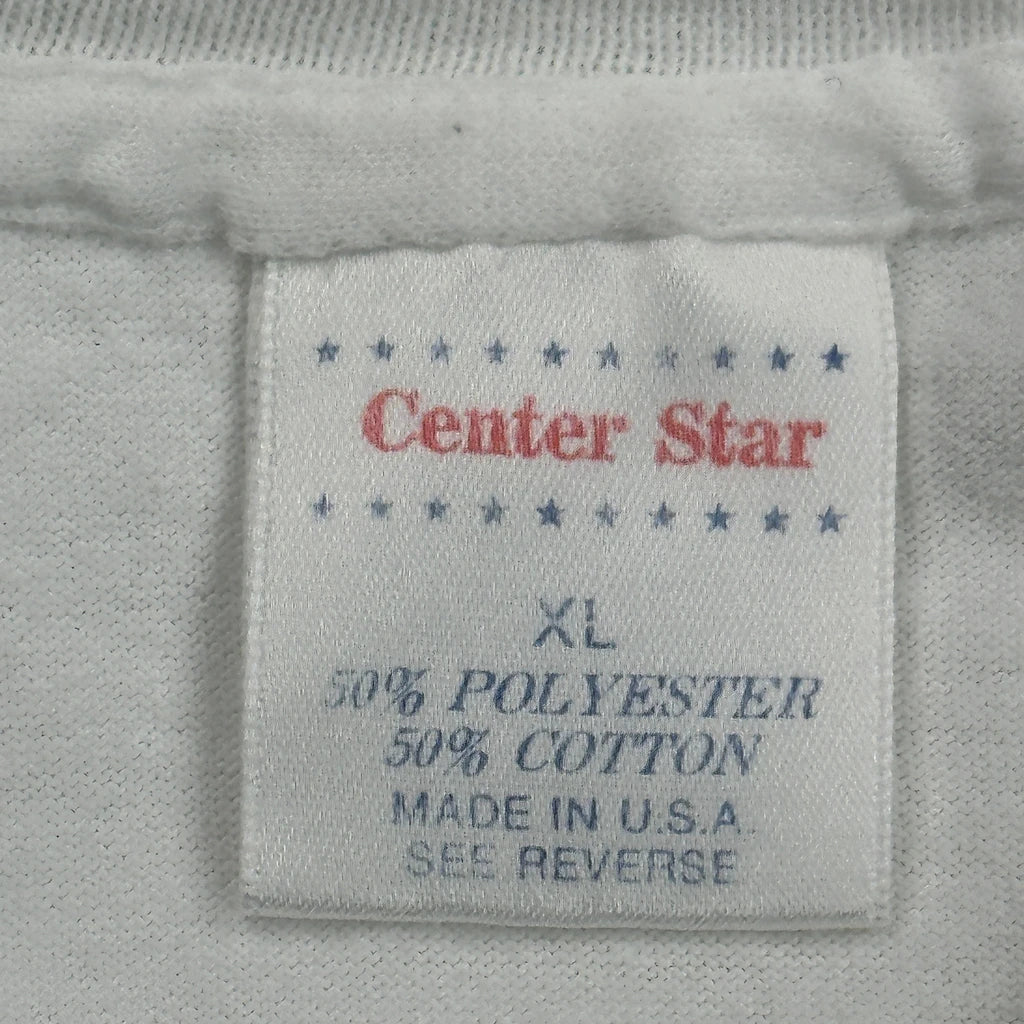 Center Star
XL
50% POLYESTER
50% COTTON
MADE IN U.S.A.
SEE REVERSE